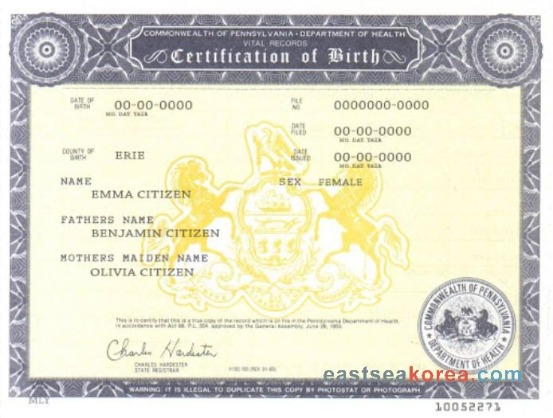 COMMONWEALTH OF PENNSYLVANIA • DEPARTMENT OF HEALTH
VITAL RECORDS
Certification of Birth
DATE OF BIRTH 00-00-0000 FILE NO 0000000-0000
MO. DAY YEAR
DATE FILED 00-00-0000
MO. DAY YEAR
COUNTY OF BIRTH ERIE DATE ISSUED 00-00-0000
MO. DAY YEAR
NAME SEX FEMALE
EMMA CITIZEN
FATHERS NAME
BENJAMIN CITIZEN
MOTHERS MAIDEN NAME
OLIVIA CITIZEN
This is to certify that this is a true copy of the record which is on file in the Pennsylvania Department of Health,
in accordance with Act 66, P.L. 304, approved by the General Assembly, June 29, 1953.
Charles Hardester
CHARLES HARDESTER
STATE REGISTRAR
COMMONWEALTH OF PENNSYLVANIA
DEPARTMENT OF HEALTH
eastseakorea.com
WARNING: IT IS ILLEGAL TO DUPLICATE THIS COPY BY PHOTOSTAT OR PHOTOGRAPH.
MLY 10052271